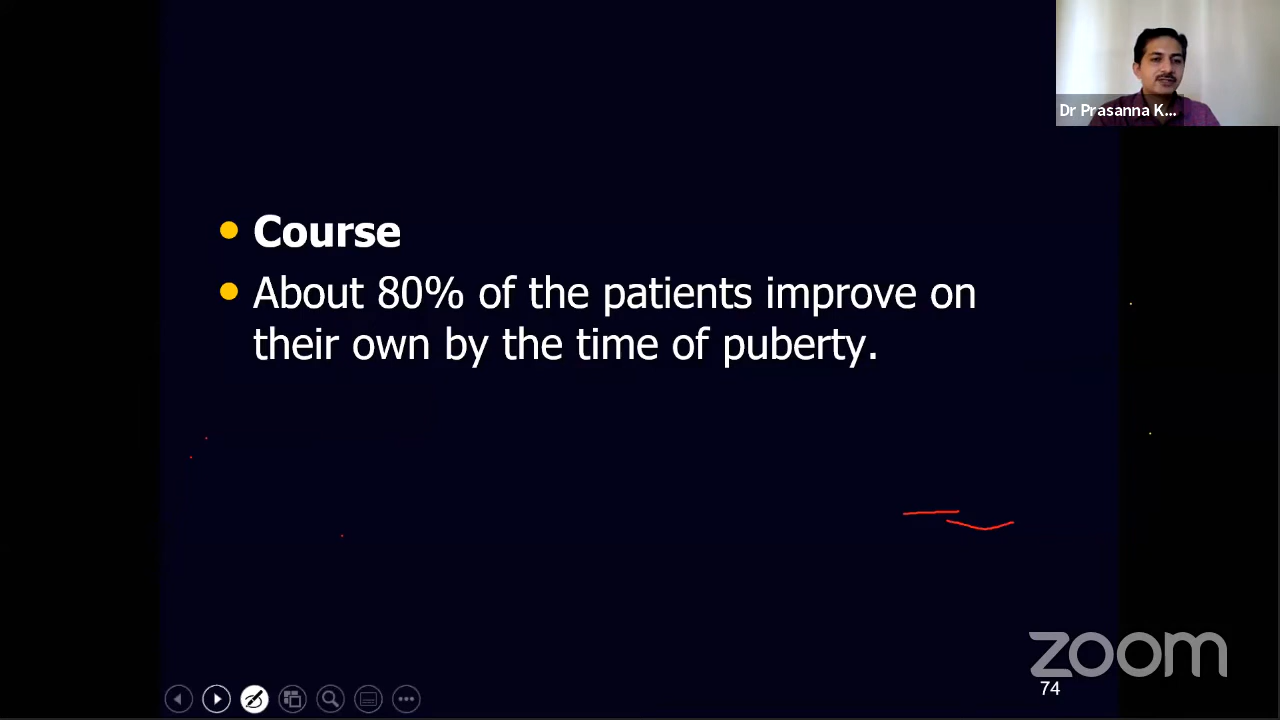 Dr Prasanna K...
Course
About 80% of the patients improve on
their own by the time of puberty.
zoom
74